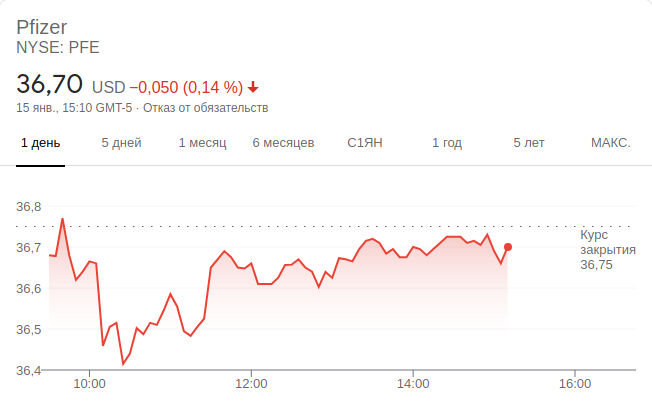 Pfizer
NYSE: PFE
36,70 USD −0,050 (0,14 %)
15 янв., 15:10 GMT-5 · Отказ от обязательств
1 день 5 дней 1 месяц 6 месяцев С1ЯН 1 год 5 лет МАКС.
36,8
36,7
36,6
36,5
36,4
Курс
закрытия
36,75
10:00 12:00 14:00 16:00